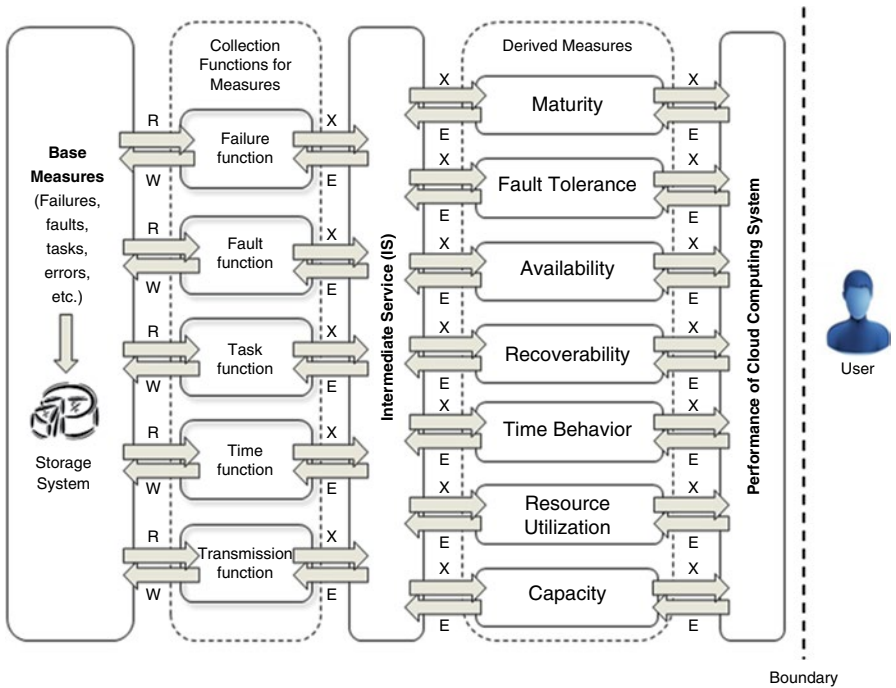 Base
Measures
(Failures,
faults,
tasks,
errors,
etc.)
Storage
System
R
W
R
W
R
W
R
W
R
W
Collection
Functions for
Measures
Failure
function
Fault
function
Task
function
Time
function
Transmission
function
X
E
X
E
X
E
X
E
X
E
Intermediate Service (IS)
X
E
X
E
X
E
X
E
X
E
X
E
X
E
Derived Measures
Maturity
Fault Tolerance
Availability
Recoverability
Time Behavior
Resource
Utilization
Capacity
X
E
X
E
X
E
X
E
X
E
X
E
X
E
Performance of Cloud Computing System
User
Boundary